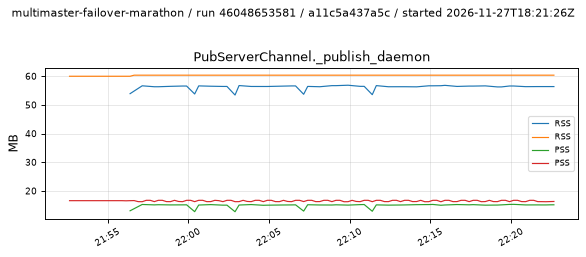 multimaster-failover-marathon / run 46048653581 / a11c5a437a5c / started 2026-11-27T18:21:26Z
PubServerChannel._publish_daemon
MB
60
50
40
30
20
RSS
RSS
PSS
PSS
21:55
22:00
22:05
22:10
22:15
22:20